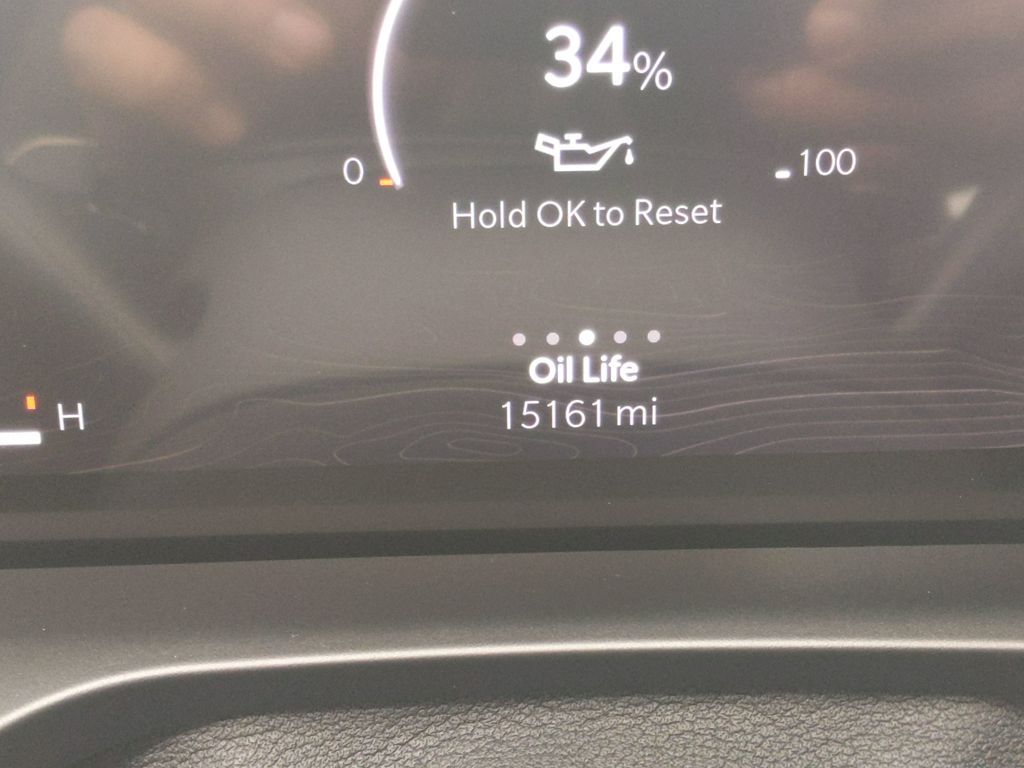 34%
0 100
Hold OK to Reset
Oil Life
H 15161 mi